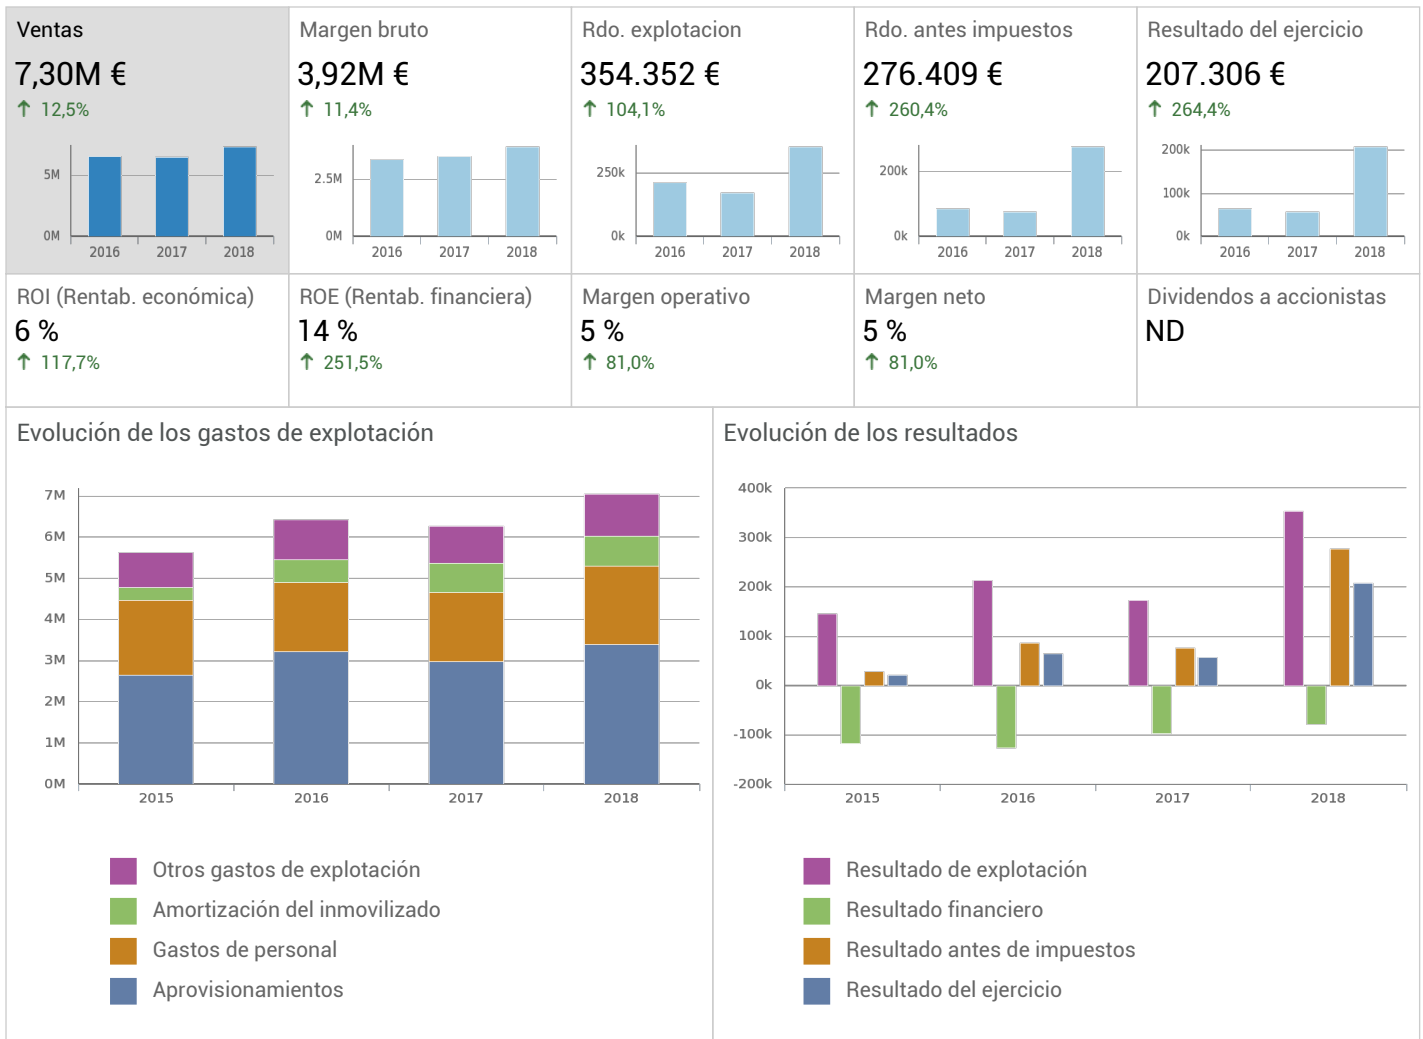 Ventas
7,30M €
↑ 12,5%
5M
0M
2016 2017 2018
Margen bruto
3,92M €
↑ 11,4%
2.5M
0M
2016 2017 2018
Rdo. explotacion
354.352 €
↑ 104,1%
250k
0k
2016 2017 2018
Rdo. antes impuestos
276.409 €
↑ 260,4%
200k
0k
2016 2017 2018
Resultado del ejercicio
207.306 €
↑ 264,4%
200k
100k
0k
2016 2017 2018
ROI (Rentab. económica)
6 %
↑ 117,7%
ROE (Rentab. financiera)
14 %
↑ 251,5%
Margen operativo
5 %
↑ 81,0%
Margen neto
5 %
↑ 81,0%
Dividendos a accionistas
ND
Evolución de los gastos de explotación
7M
6M
5M
4M
3M
2M
1M
0M
2015 2016 2017 2018
Otros gastos de explotación
Amortización del inmovilizado
Gastos de personal
Aprovisionamientos
Evolución de los resultados
400k
300k
200k
100k
0k
-100k
-200k
2015 2016 2017 2018
Resultado de explotación
Resultado financiero
Resultado antes de impuestos
Resultado del ejercicio